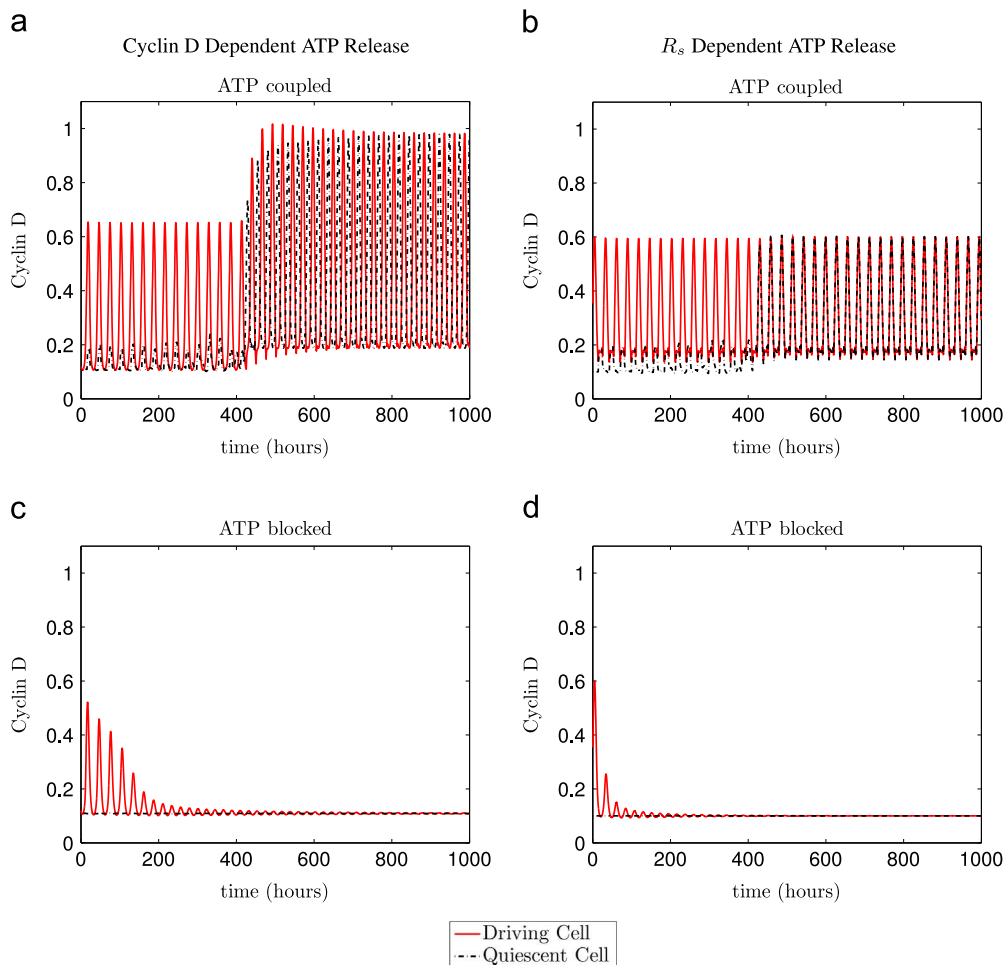 a
Cyclin D Dependent ATP Release
ATP coupled
1
0.8
0.6
0.4
0.2
0
Cyclin D
0 200 400 600 800 1000
time (hours)
b
Rs Dependent ATP Release
ATP coupled
1
0.8
0.6
0.4
0.2
0
Cyclin D
0 200 400 600 800 1000
time (hours)
c
ATP blocked
1
0.8
0.6
0.4
0.2
0
Cyclin D
0 200 400 600 800 1000
time (hours)
d
ATP blocked
1
0.8
0.6
0.4
0.2
0
Cyclin D
0 200 400 600 800 1000
time (hours)
Driving Cell
Quiescent Cell